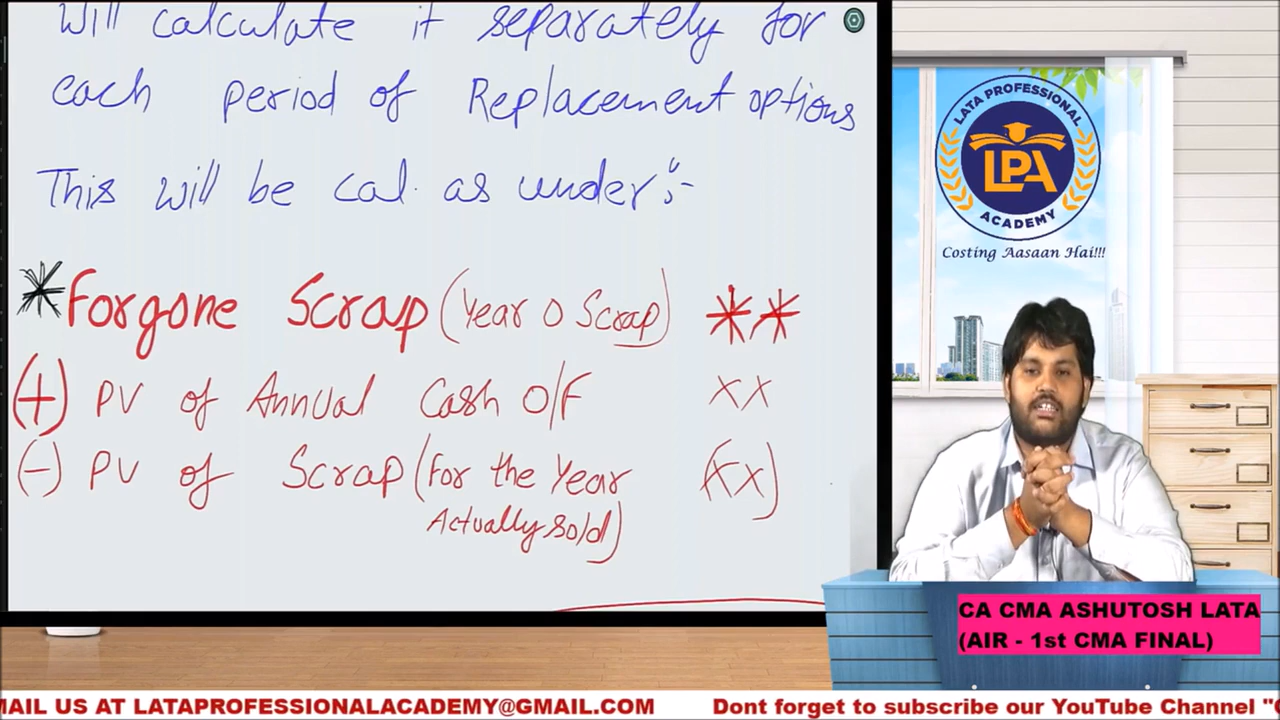 will calculate it separately for
each period of Replacement options
This will be cal. as under:-
*Forgone Scrap (Year 0 Scrap) **
(+) PV of Annual Cash O/F XX
(-) PV of Scrap (For the Year (XX)
Actually sold)
LATA PROFESSIONAL
LPA
ACADEMY
Costing Aasaan Hai!!!
CA CMA ASHUTOSH LATA
(AIR - 1st CMA FINAL)
MAIL US AT LATAPROFESSIONALACADEMY@GMAIL.COM Dont forget to subscribe our YouTube Channel "